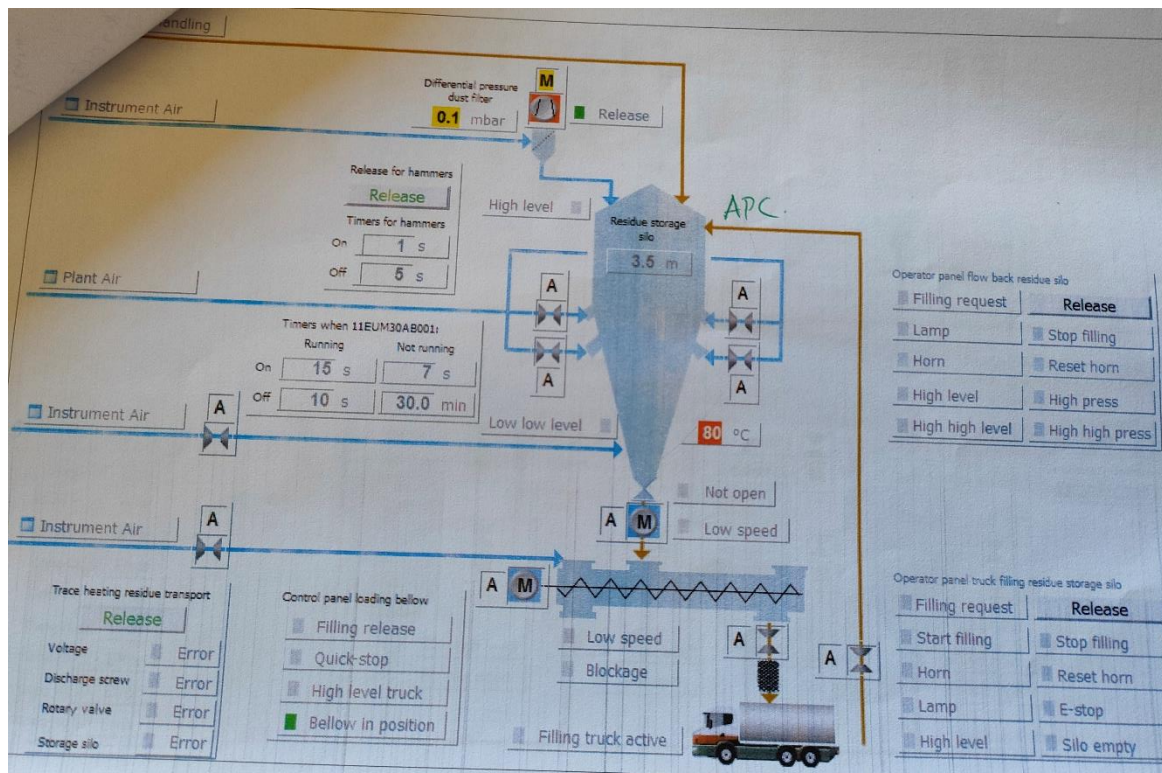 andling
Differential pressure
dust filter
M
0.1 mbar
Release
Instrument Air
Release for hammers
Release
Timers for hammers
On 1 s
Off 5 s
High level
APC.
Residue storage
silo
3.5 m
Plant Air
A
A
A
A
Timers when 11EUM30AB001:
Running Not running
On 15 s 7 s
Off 10 s 30.0 min
Instrument Air
A
Low low level
80 °C
Not open
A M
Low speed
Instrument Air
A
A M
Low speed
Blockage
A
A
Filling truck active
Trace heating residue transport
Release
Voltage Error
Discharge screw Error
Rotary valve Error
Storage silo Error
Control panel loading bellow
Filling release
Quick-stop
High level truck
Bellow in position
Operator panel flow back residue silo
Filling request Release
Lamp Stop filling
Horn Reset horn
High level High press
High high level High high press
Operator panel truck filling residue storage silo
Filling request Release
Start filling Stop filling
Horn Reset horn
Lamp E-stop
High level Silo empty